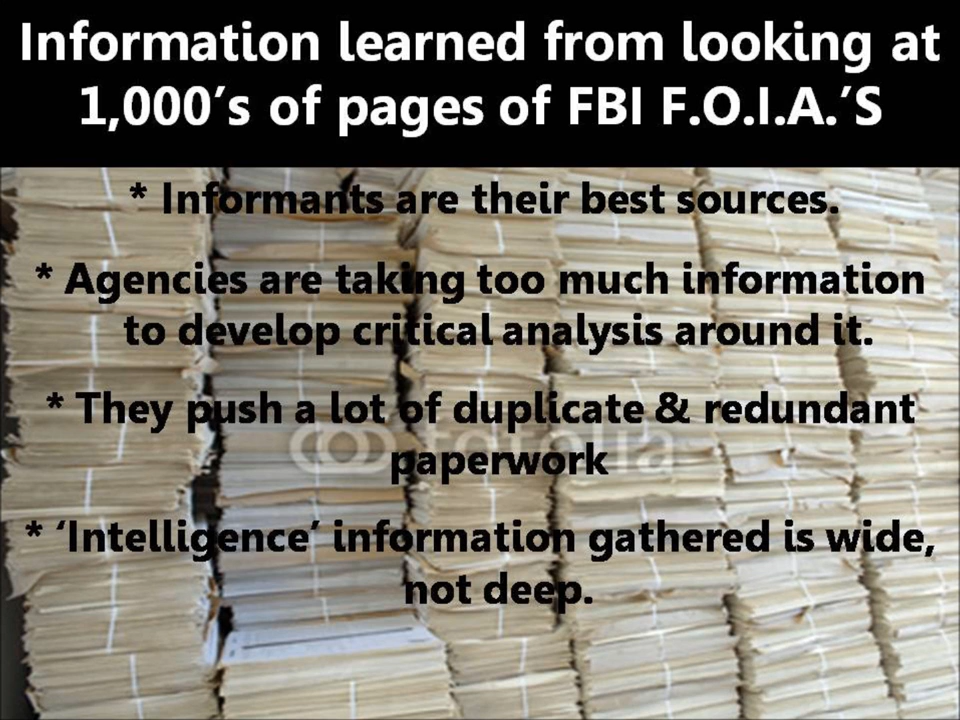 Information learned from looking at
1,000’s of pages of FBI F.O.I.A.’S
* Informants are their best sources.
* Agencies are taking too much information
to develop critical analysis around it.
* They push a lot of duplicate & redundant
paperwork
* ‘Intelligence’ information gathered is wide,
not deep.
fotolia